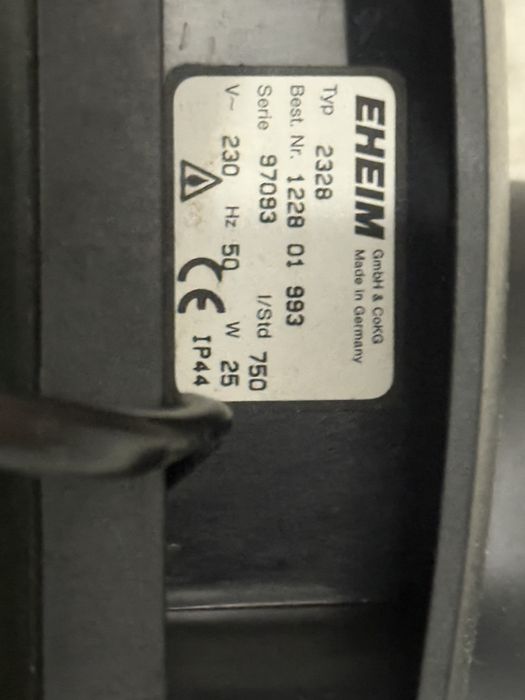 EHEIM GmbH & CoKG
Made in Germany
Typ 2328
Best. Nr. 1228 01 993
Serie 97093 l/Std 750
V~ 230 Hz 50 W 25
CE IP44